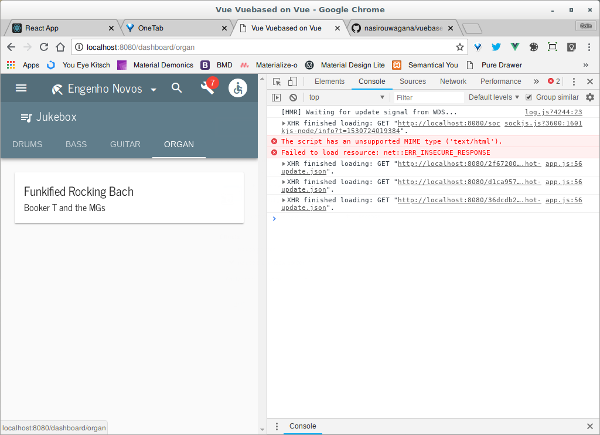 Vue Vuebased on Vue - Google Chrome
React App
OneTab
Vue Vuebased on Vue
nasirouwagana/vuebase
localhost:8080/dashboard/organ
Apps
You Eye Kitsch
Material Demonics
BMD
Materialize-o
Material Design Lite
Semantical You
Pure Drawer
»
Engenho Novos
7
Jukebox
DRUMS
BASS
GUITAR
ORGAN
Funkified Rocking Bach
Booker T and the MGs
localhost:8080/dashboard/organ
Elements
Console
Sources
Network
Performance
»
2
top
Filter
Default levels
Group similar
[HMR] Waiting for update signal from WDS... log.js?4244:23
XHR finished loading: GET "http://localhost:8080/soc sockjs.js?3600:1601
kjs-node/info?t=1530724019384".
The script has an unsupported MIME type ('text/html').
Failed to load resource: net::ERR_INSECURE_RESPONSE
XHR finished loading: GET "http://localhost:8080/2f67200….hot- app.js:56
update.json".
XHR finished loading: GET "http://localhost:8080/d1ca957….hot- app.js:56
update.json".
XHR finished loading: GET "http://localhost:8080/36dcdb2….hot- app.js:56
update.json".
Console